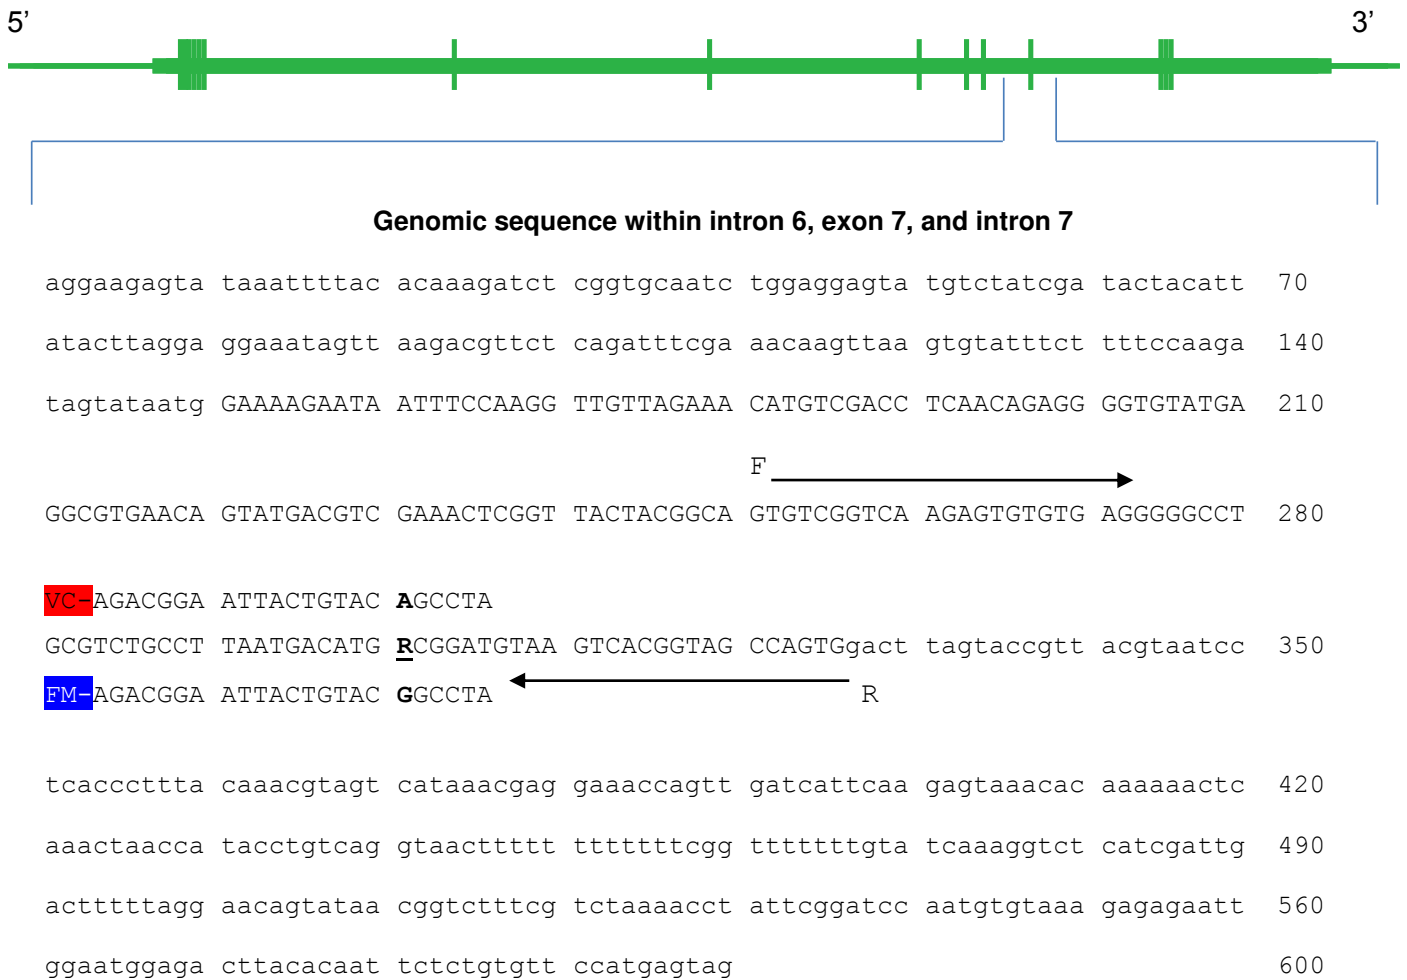 5’ 3’
Genomic sequence within intron 6, exon 7, and intron 7
aggaagagta taaattttac acaaagatct cggtgcaatc tggaggagta tgtctatcga tactacatt 70
atacttagga ggaaatagtt aagacgttct cagatttcga aacaagttaa gtgtatttct tttccaaga 140
tagtataatg GAAAAGAATA ATTTCCAAGG TTGTTAGAAA CATGTCGACC TCAACAGAGG GGTGTATGA 210
F
GGCGTGAACA GTATGACGTC GAAACTCGGT TACTACGGCA GTGTCGGTCA AGAGTGTGTG AGGGGGCCT 280
VC-AGACGGA ATTACTGTAC AGCCTA
GCGTCTGCCT TAATGACATG RCGGATGTAA GTCACGGTAG CCAGTGgact tagtaccgtt acgtaatcc 350
FM-AGACGGA ATTACTGTAC GGCCTA R
tcacccttta caaacgtagt cataaacgag gaaaccagtt gatcattcaa gagtaaacac aaaaaactc 420
aaactaacca tacctgtcag gtaacttttt tttttttcgg tttttttgta tcaaaggtct catcgattg 490
actttttagg aacagtataa cggtctttcg tctaaaacct attcggatcc aatgtgtaaa gagagaatt 560
ggaatggaga cttacacaat tctctgtgtt ccatgagtag 600